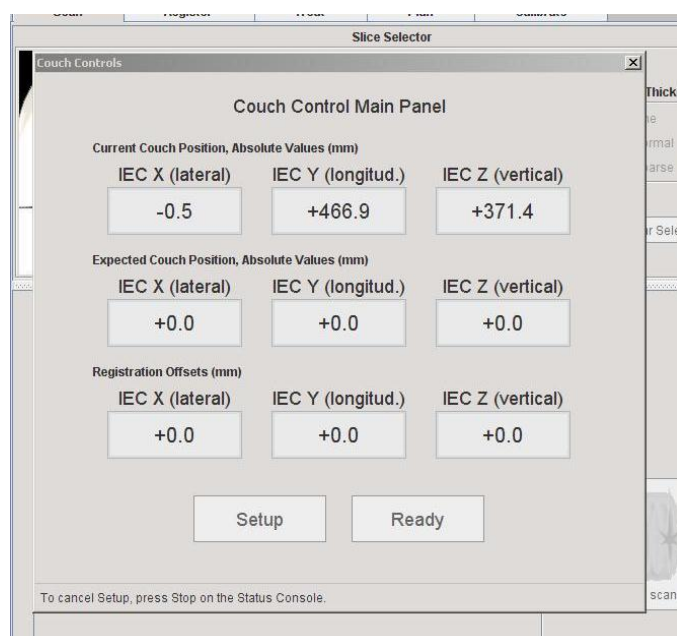 Slice Selector
Couch Controls
Couch Control Main Panel
Current Couch Position, Absolute Values (mm)
IEC X (lateral) IEC Y (longitud.) IEC Z (vertical)
-0.5 +466.9 +371.4
Expected Couch Position, Absolute Values (mm)
IEC X (lateral) IEC Y (longitud.) IEC Z (vertical)
+0.0 +0.0 +0.0
Registration Offsets (mm)
IEC X (lateral) IEC Y (longitud.) IEC Z (vertical)
+0.0 +0.0 +0.0
Setup Ready
To cancel Setup, press Stop on the Status Console.
Thick
scan